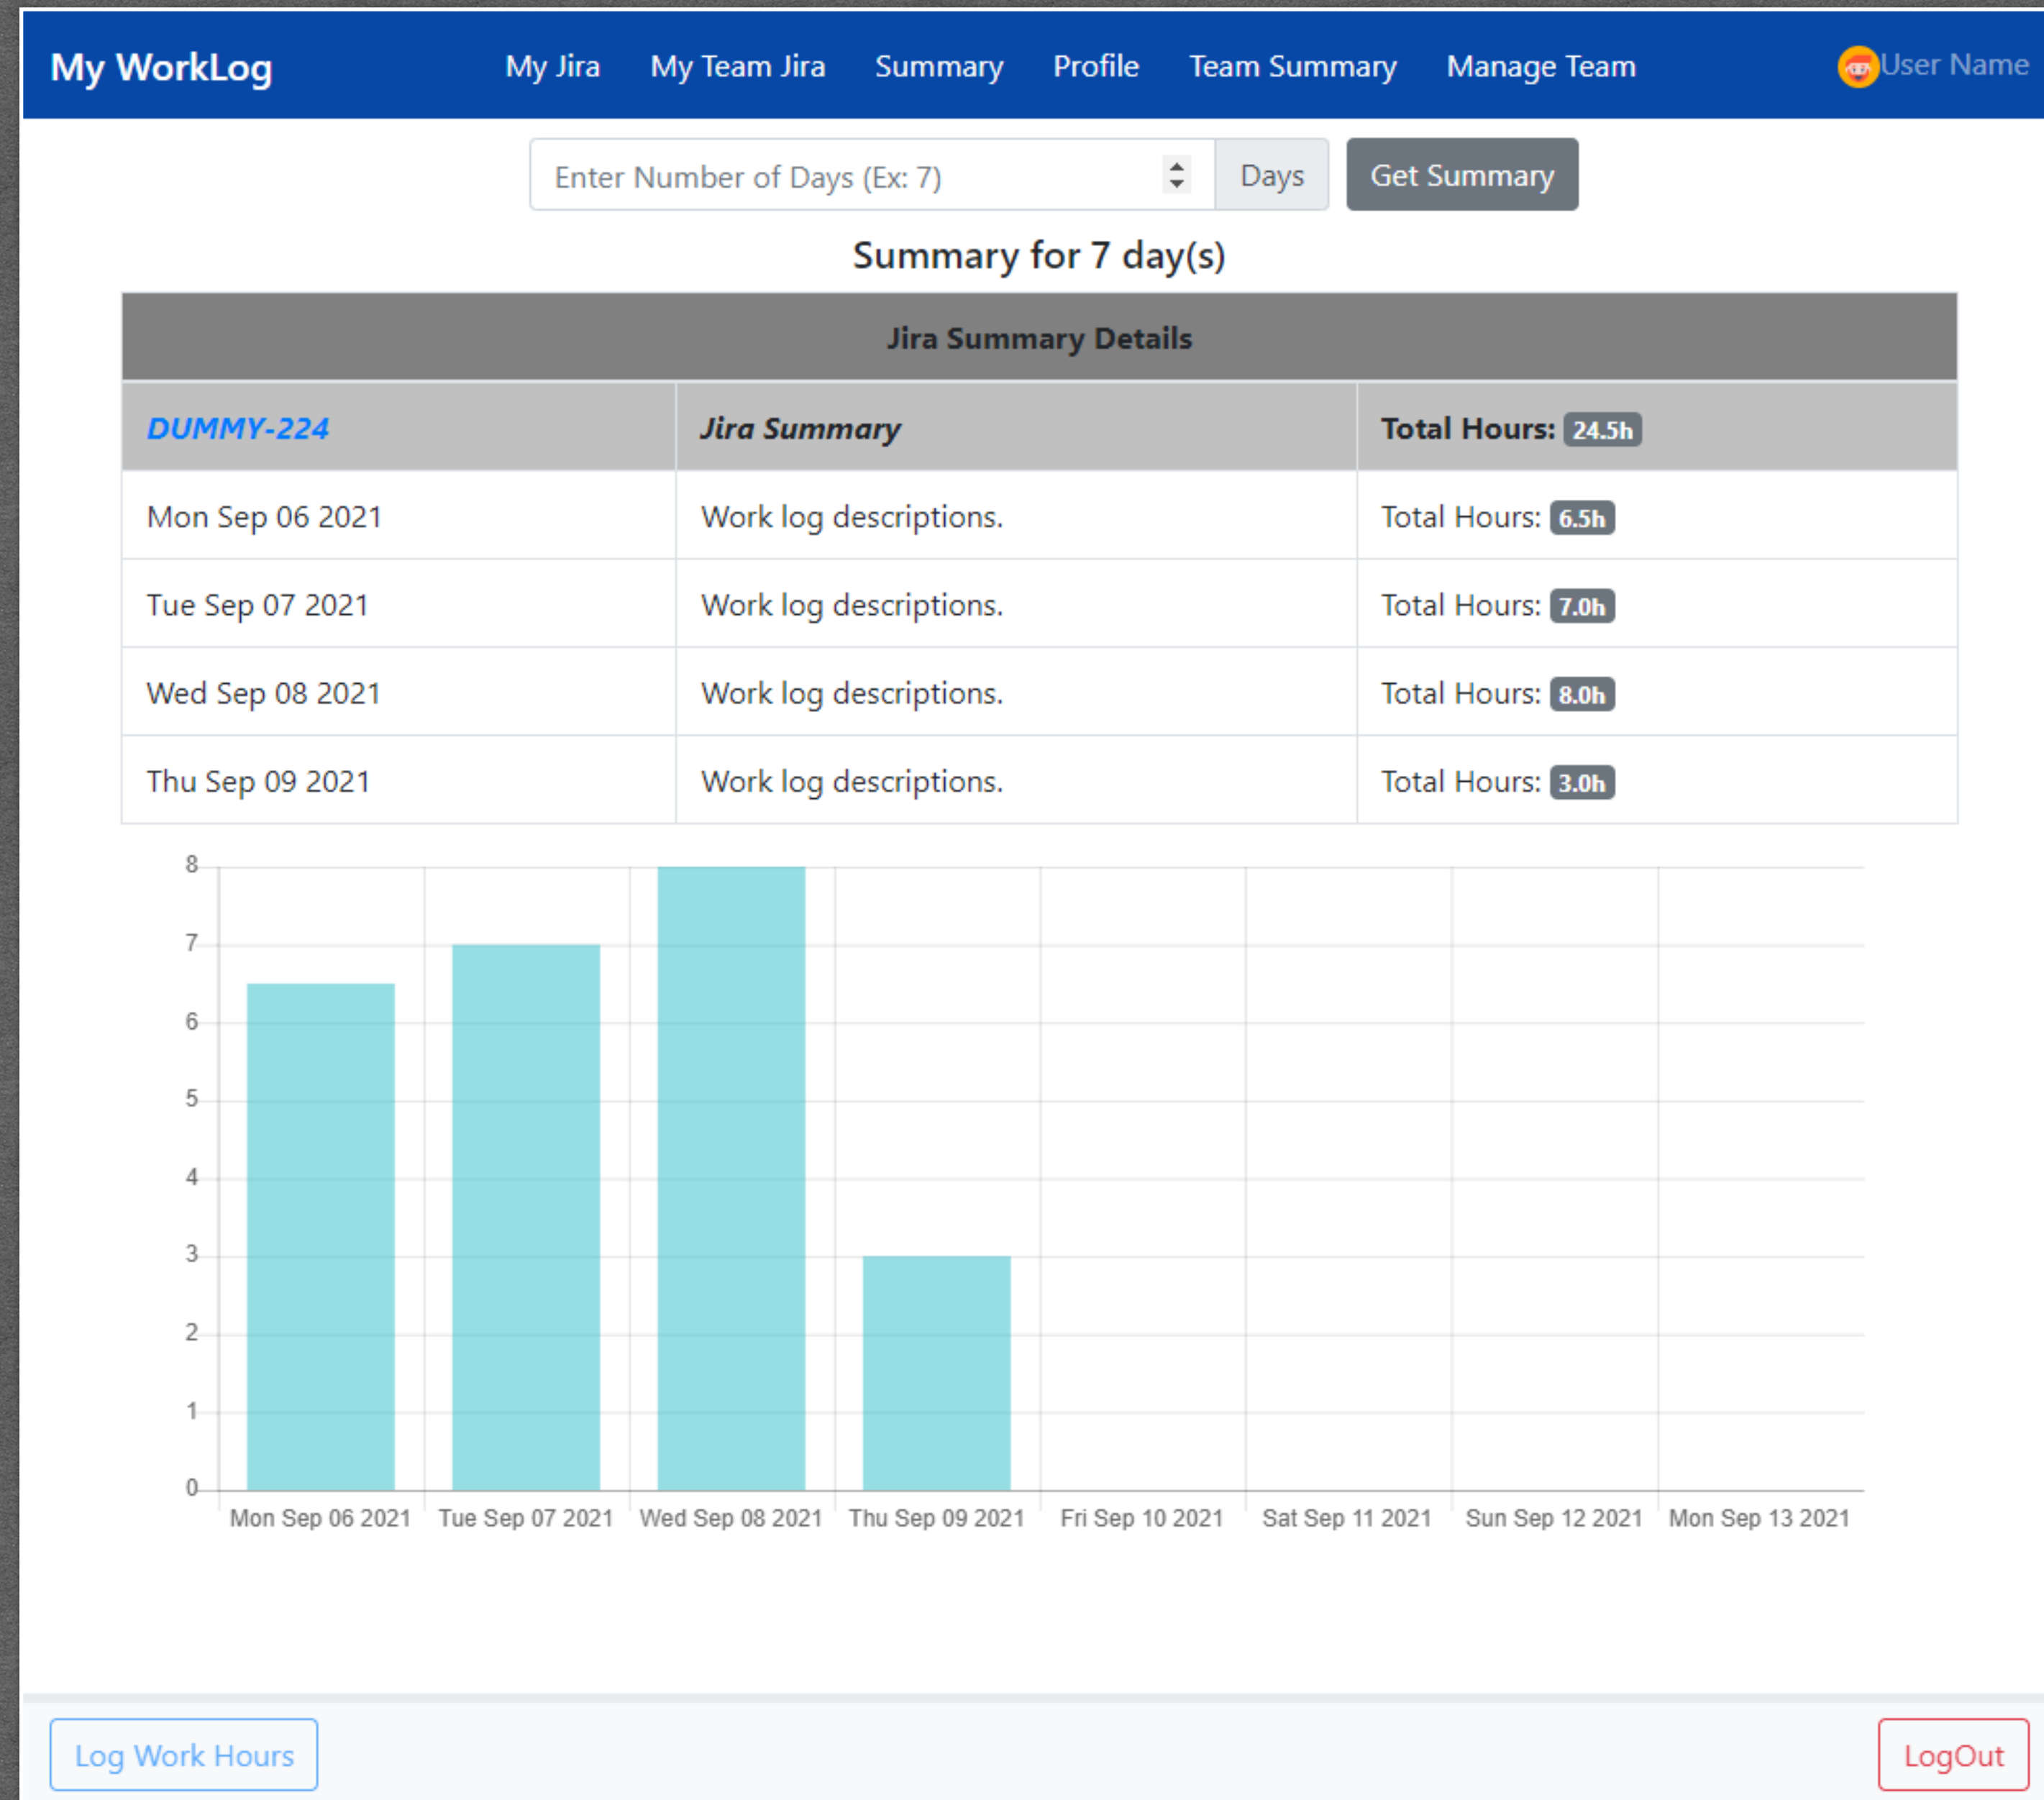 My WorkLog My Jira My Team Jira Summary Profile Team Summary Manage Team User Name
Enter Number of Days (Ex: 7) Days Get Summary
Summary for 7 day(s)
Jira Summary Details
DUMMY-224 Jira Summary Total Hours: 24.5h
Mon Sep 06 2021 Work log descriptions. Total Hours: 6.5h
Tue Sep 07 2021 Work log descriptions. Total Hours: 7.0h
Wed Sep 08 2021 Work log descriptions. Total Hours: 8.0h
Thu Sep 09 2021 Work log descriptions. Total Hours: 3.0h
8
7
6
5
4
3
2
1
0
Mon Sep 06 2021 Tue Sep 07 2021 Wed Sep 08 2021 Thu Sep 09 2021 Fri Sep 10 2021 Sat Sep 11 2021 Sun Sep 12 2021 Mon Sep 13 2021
Log Work Hours LogOut